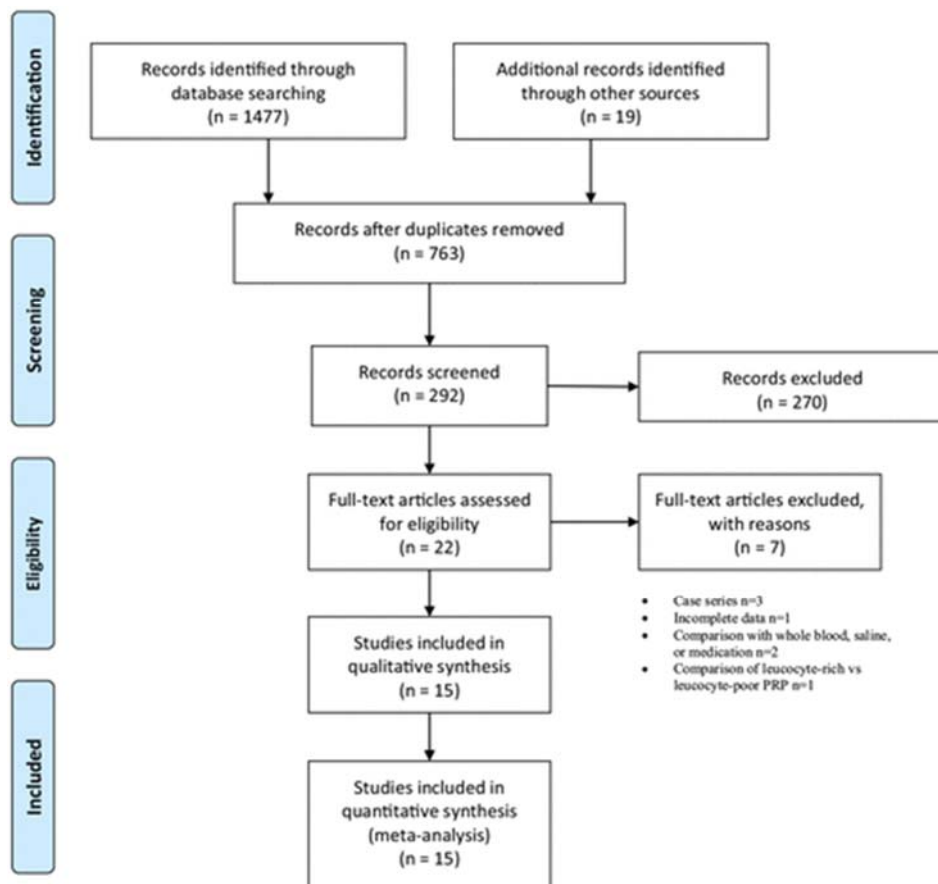 Identification
Records identified through
database searching
(n = 1477)
Additional records identified
through other sources
(n = 19)
Records after duplicates removed
(n = 763)
Screening
Records screened
(n = 292)
Records excluded
(n = 270)
Eligibility
Full-text articles assessed
for eligibility
(n = 22)
Full-text articles excluded,
with reasons
(n = 7)
• Case series n=3
• Incomplete data n=1
• Comparison with whole blood, saline,
or medication n=2
• Comparison of leucocyte-rich vs
leucocyte-poor PRP n=1
Studies included in
qualitative synthesis
(n = 15)
Included
Studies included in
quantitative synthesis
(meta-analysis)
(n = 15)